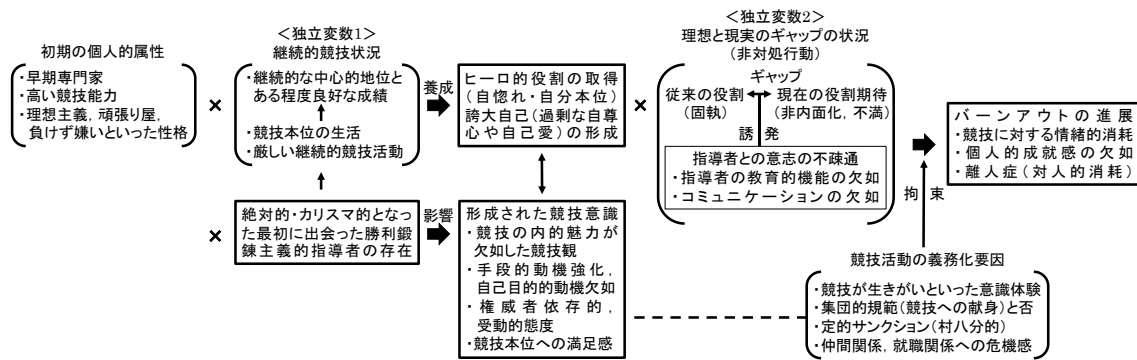 初期の個人的属性
・早期専門家
・高い競技能力
・理想主義，頑張り屋，
負けず嫌いといった性格
×
＜独立変数1＞
継続的競技状況
・継続的な中心的地位と
ある程度良好な成績
・競技本位の生活
・厳しい継続的競技活動
×
絶対的・カリスマ的となっ
た最初に出会った勝利鍛
錬主義的指導者の存在
養成
ヒーロ的役割の取得
（自惚れ・自分本位）
誇大自己（過剰な自尊
心や自己愛）の形成
影響
形成された競技意識
・競技の内的魅力が
欠如した競技観
・手段的動機強化，
自己目的的動機欠如
・権威者依存的，
受動的態度
・競技本位への満足感
×
＜独立変数2＞
理想と現実のギャップの状況
（非対処行動）
ギャップ
従来の役割
（固執）
現在の役割期待
（非内面化，不満）
誘発
指導者との意志の不疎通
・指導者の教育的機能の欠如
・コミュニケーションの欠如
バーンアウトの進展
・競技に対する情緒的消耗
・個人的成就感の欠如
・離人症（対人的消耗）
拘束
競技活動の義務化要因
・競技が生きがいといった意識体験
・集団的規範（競技への献身）と否
・定的サンクション（村八分的）
・仲間関係，就職関係への危機感